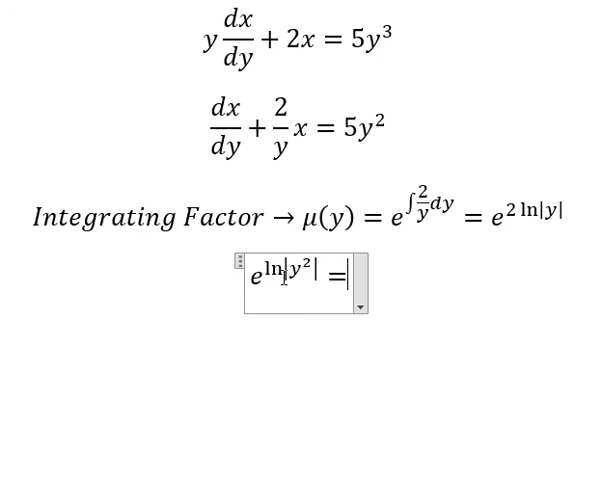 y dx/dy + 2x = 5y³
dx/dy + 2/y x = 5y²
Integrating Factor → μ(y) = e^{∫ 2/y dy} = e^{2 ln|y|}
e^{ln|y²|} =